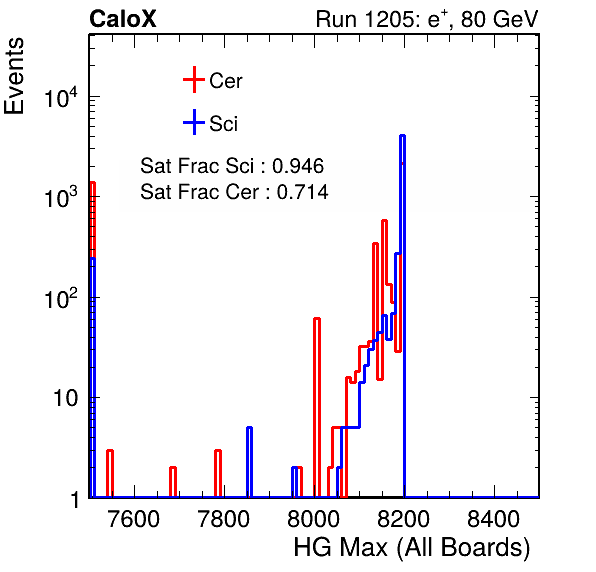 CaloX Run 1205: e⁺, 80 GeV
Events
Cer
Sci
Sat Frac Sci : 0.946
Sat Frac Cer : 0.714
10⁴
10³
10²
10
1
7600 7800 8000 8200 8400
HG Max (All Boards)